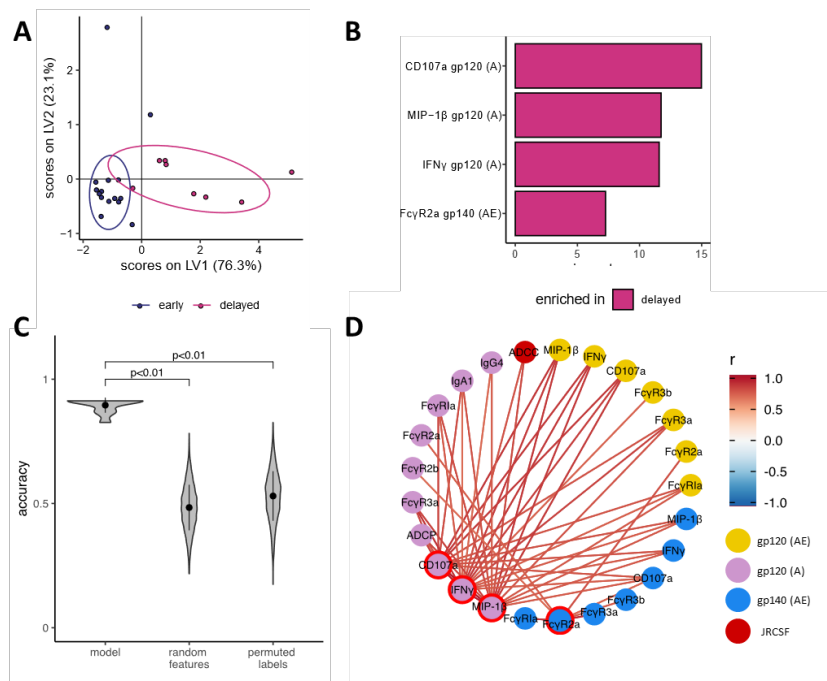 A
scores on LV2 (23.1%)
2
1
0
−1
−2
0
2
4
scores on LV1 (76.3%)
early
delayed
B
CD107a gp120 (A)
MIP−1β gp120 (A)
IFNγ gp120 (A)
FcγR2a gp140 (AE)
0
5
10
15
enriched in
delayed
C
accuracy
1
0.5
0
p<0.01
p<0.01
model
random
features
permuted
labels
D
ADCC
MIP-1β
IFNγ
CD107a
FcγR3b
FcγR3a
FcγR2a
FcγRIa
MIP-1β
IFNγ
CD107a
FcγR3b
FcγR3a
FcγR2a
FcγRIa
MIP-1β
IFNγ
CD107a
ADCP
FcγR3a
FcγR2b
FcγR2a
FcγRIa
IgA1
IgG4
r
1.0
0.5
0.0
-0.5
-1.0
gp120 (AE)
gp120 (A)
gp140 (AE)
JRCSF